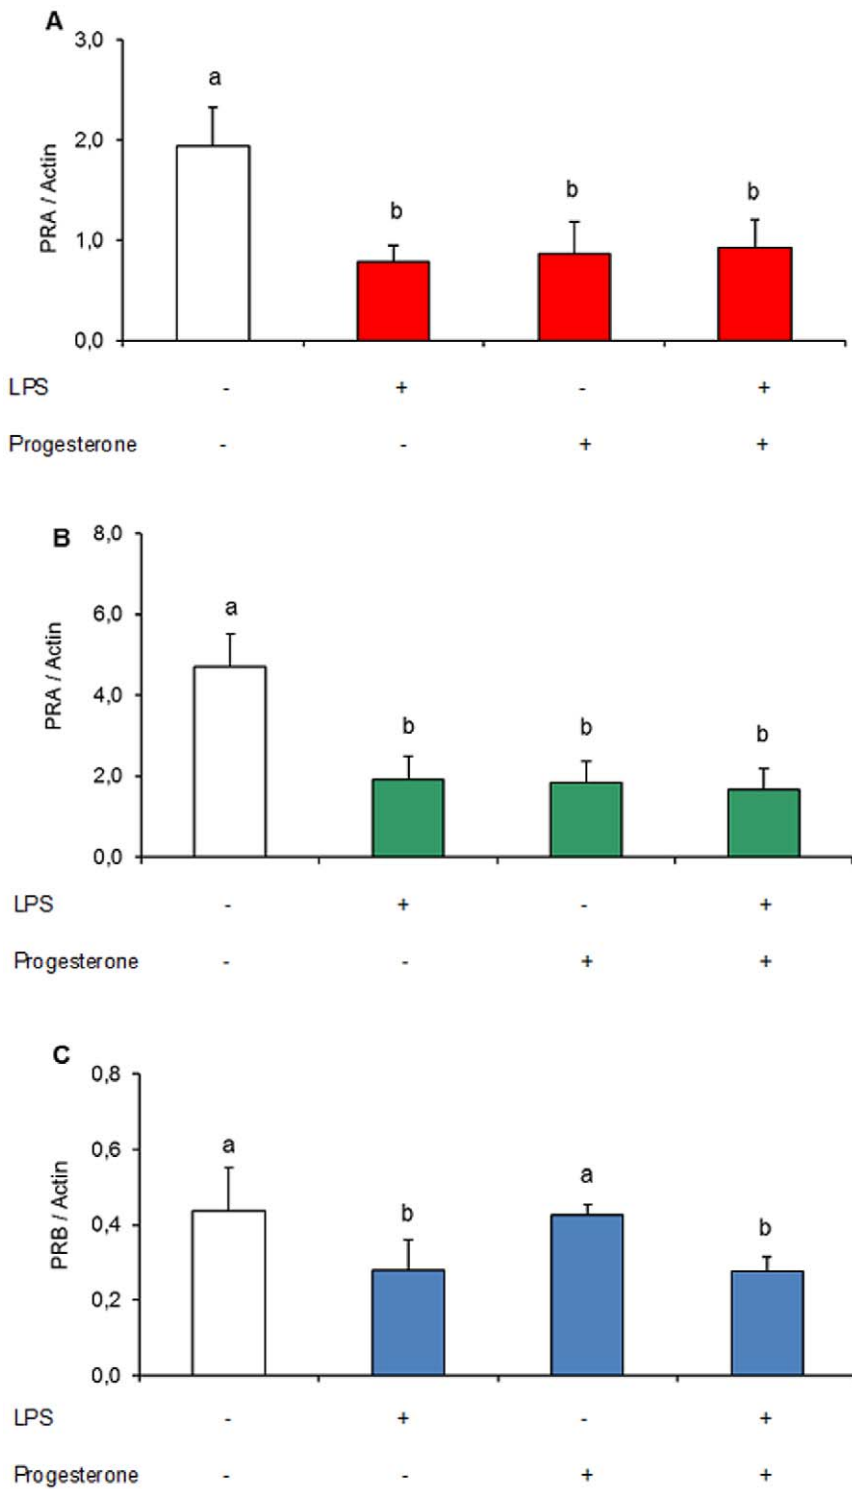 A
3,0
a
2,0
b
b
b
PRA / Actin
1,0
0,0
LPS - + - +
Progesterone - - + +
B
8,0
a
6,0
PRA / Actin
4,0
b
b
b
2,0
0,0
LPS - + - +
Progesterone - - + +
C
0,8
a
0,6
a
PRB / Actin
b
b
0,4
0,2
0,0
LPS - + - +
Progesterone - - + +